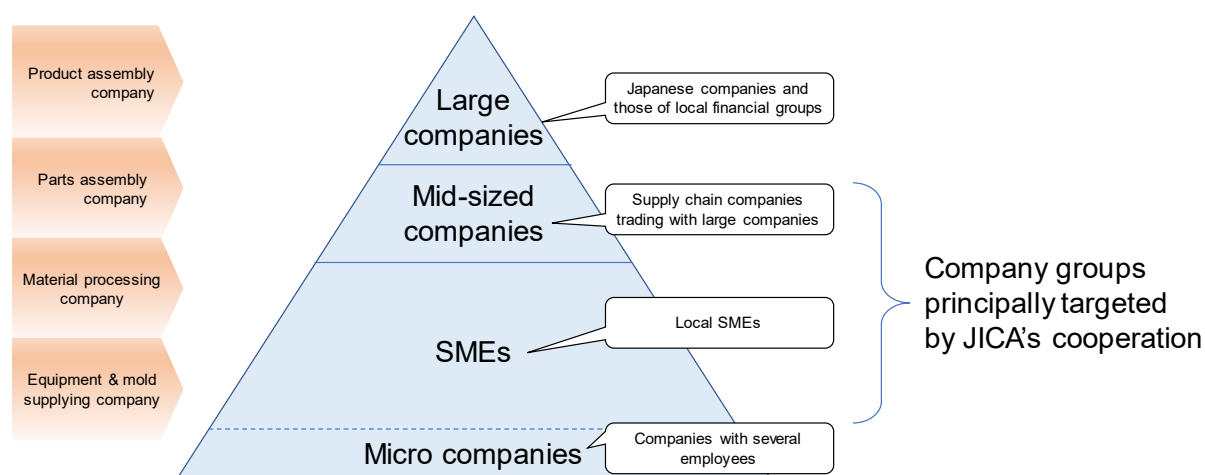 Product assembly
company
Parts assembly
company
Material processing
company
Equipment & mold
supplying company
Large
companies
Mid-sized
companies
SMEs
Micro companies
Japanese companies and
those of local financial groups
Supply chain companies
trading with large companies
Local SMEs
Companies with several
employees
Company groups
principally targeted
by JICA's cooperation